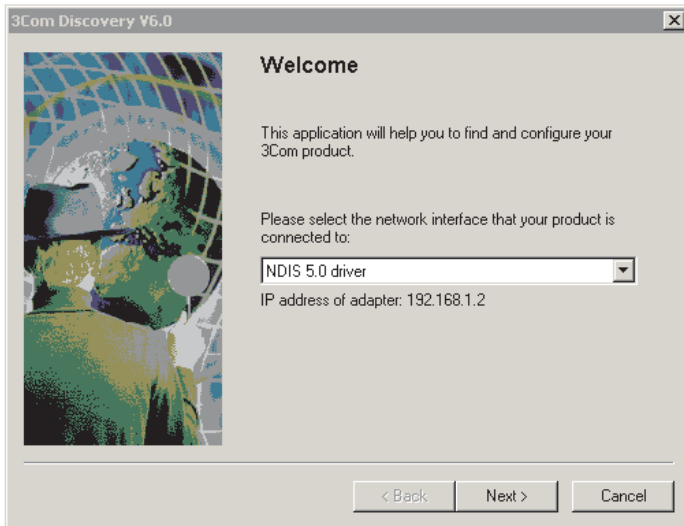 3Com Discovery V6.0
Welcome
This application will help you to find and configure your
3Com product.
Please select the network interface that your product is
connected to:
NDIS 5.0 driver
IP address of adapter: 192.168.1.2
< Back
Next >
Cancel